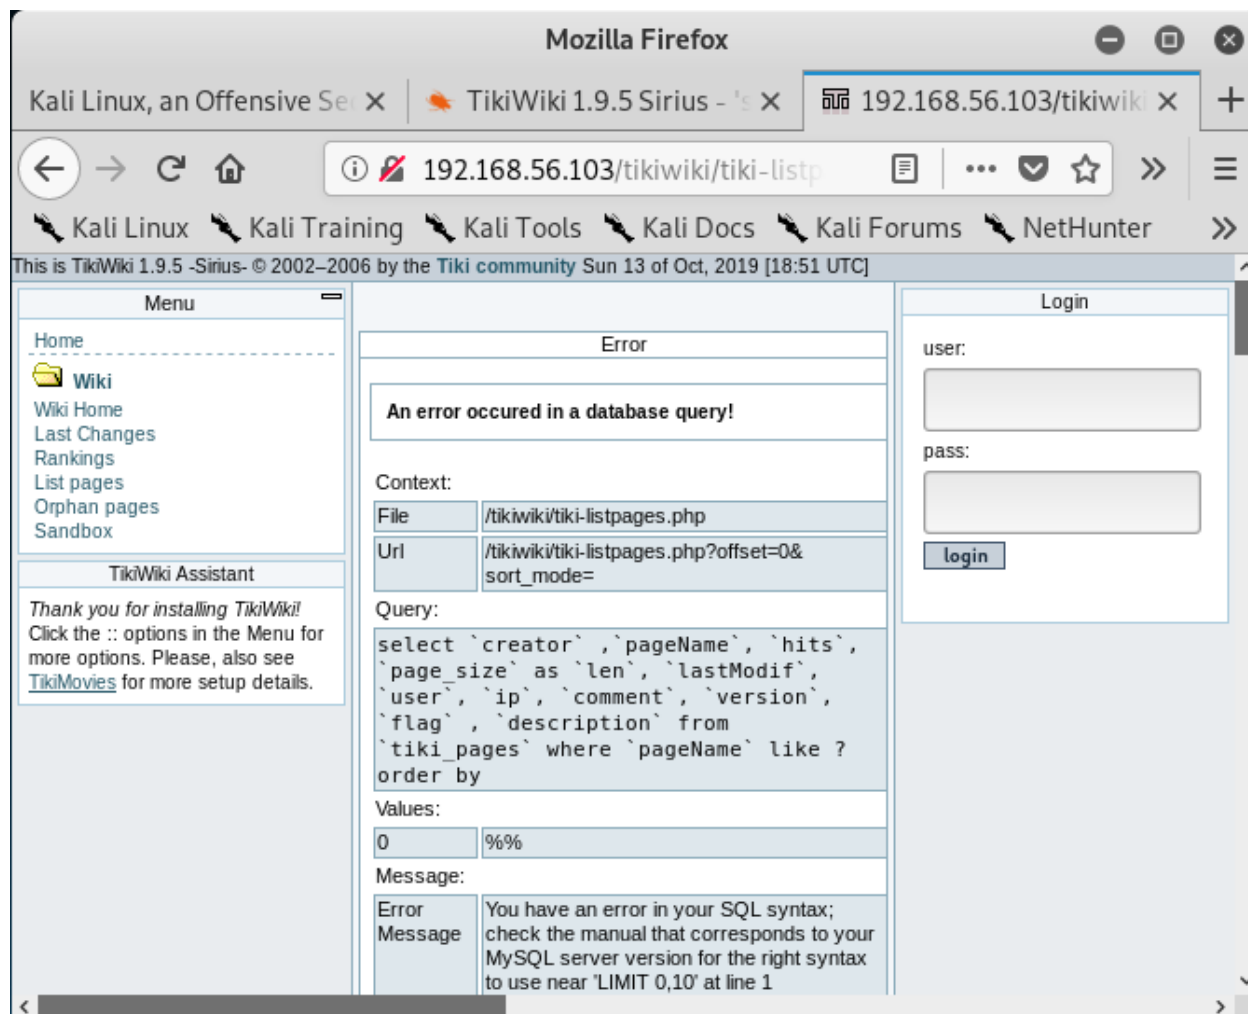 Mozilla Firefox
Kali Linux, an Offensive Se
TikiWiki 1.9.5 Sirius - 's
192.168.56.103/tikiwiki
192.168.56.103/tikiwiki/tiki-listp
Kali Linux
Kali Training
Kali Tools
Kali Docs
Kali Forums
NetHunter
This is TikiWiki 1.9.5 -Sirius- © 2002–2006 by the Tiki community Sun 13 of Oct, 2019 [18:51 UTC]
Menu
Home
Wiki
Wiki Home
Last Changes
Rankings
List pages
Orphan pages
Sandbox
TikiWiki Assistant
Thank you for installing TikiWiki!
Click the :: options in the Menu for
more options. Please, also see
TikiMovies for more setup details.
Error
An error occured in a database query!
Context:
File /tikiwiki/tiki-listpages.php
Url /tikiwiki/tiki-listpages.php?offset=0&
sort_mode=
Query:
select `creator` ,`pageName`, `hits`,
`page_size` as `len`, `lastModif`,
`user`, `ip`, `comment`, `version`,
`flag` , `description` from
`tiki_pages` where `pageName` like ?
order by
Values:
0 %%
Message:
Error You have an error in your SQL syntax;
Message check the manual that corresponds to your
MySQL server version for the right syntax
to use near 'LIMIT 0,10' at line 1
Login
user:
pass:
login